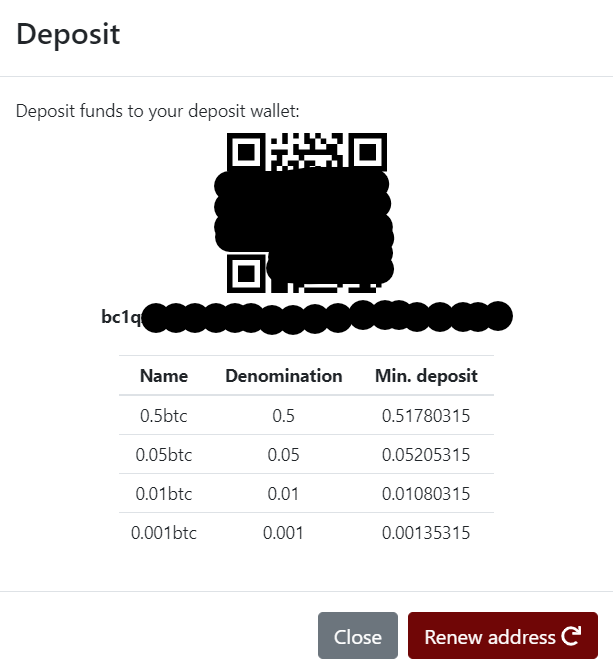 Deposit
Deposit funds to your deposit wallet:
bc1q
Name Denomination Min. deposit
0.5btc 0.5 0.51780315
0.05btc 0.05 0.05205315
0.01btc 0.01 0.01080315
0.001btc 0.001 0.00135315
Close Renew address